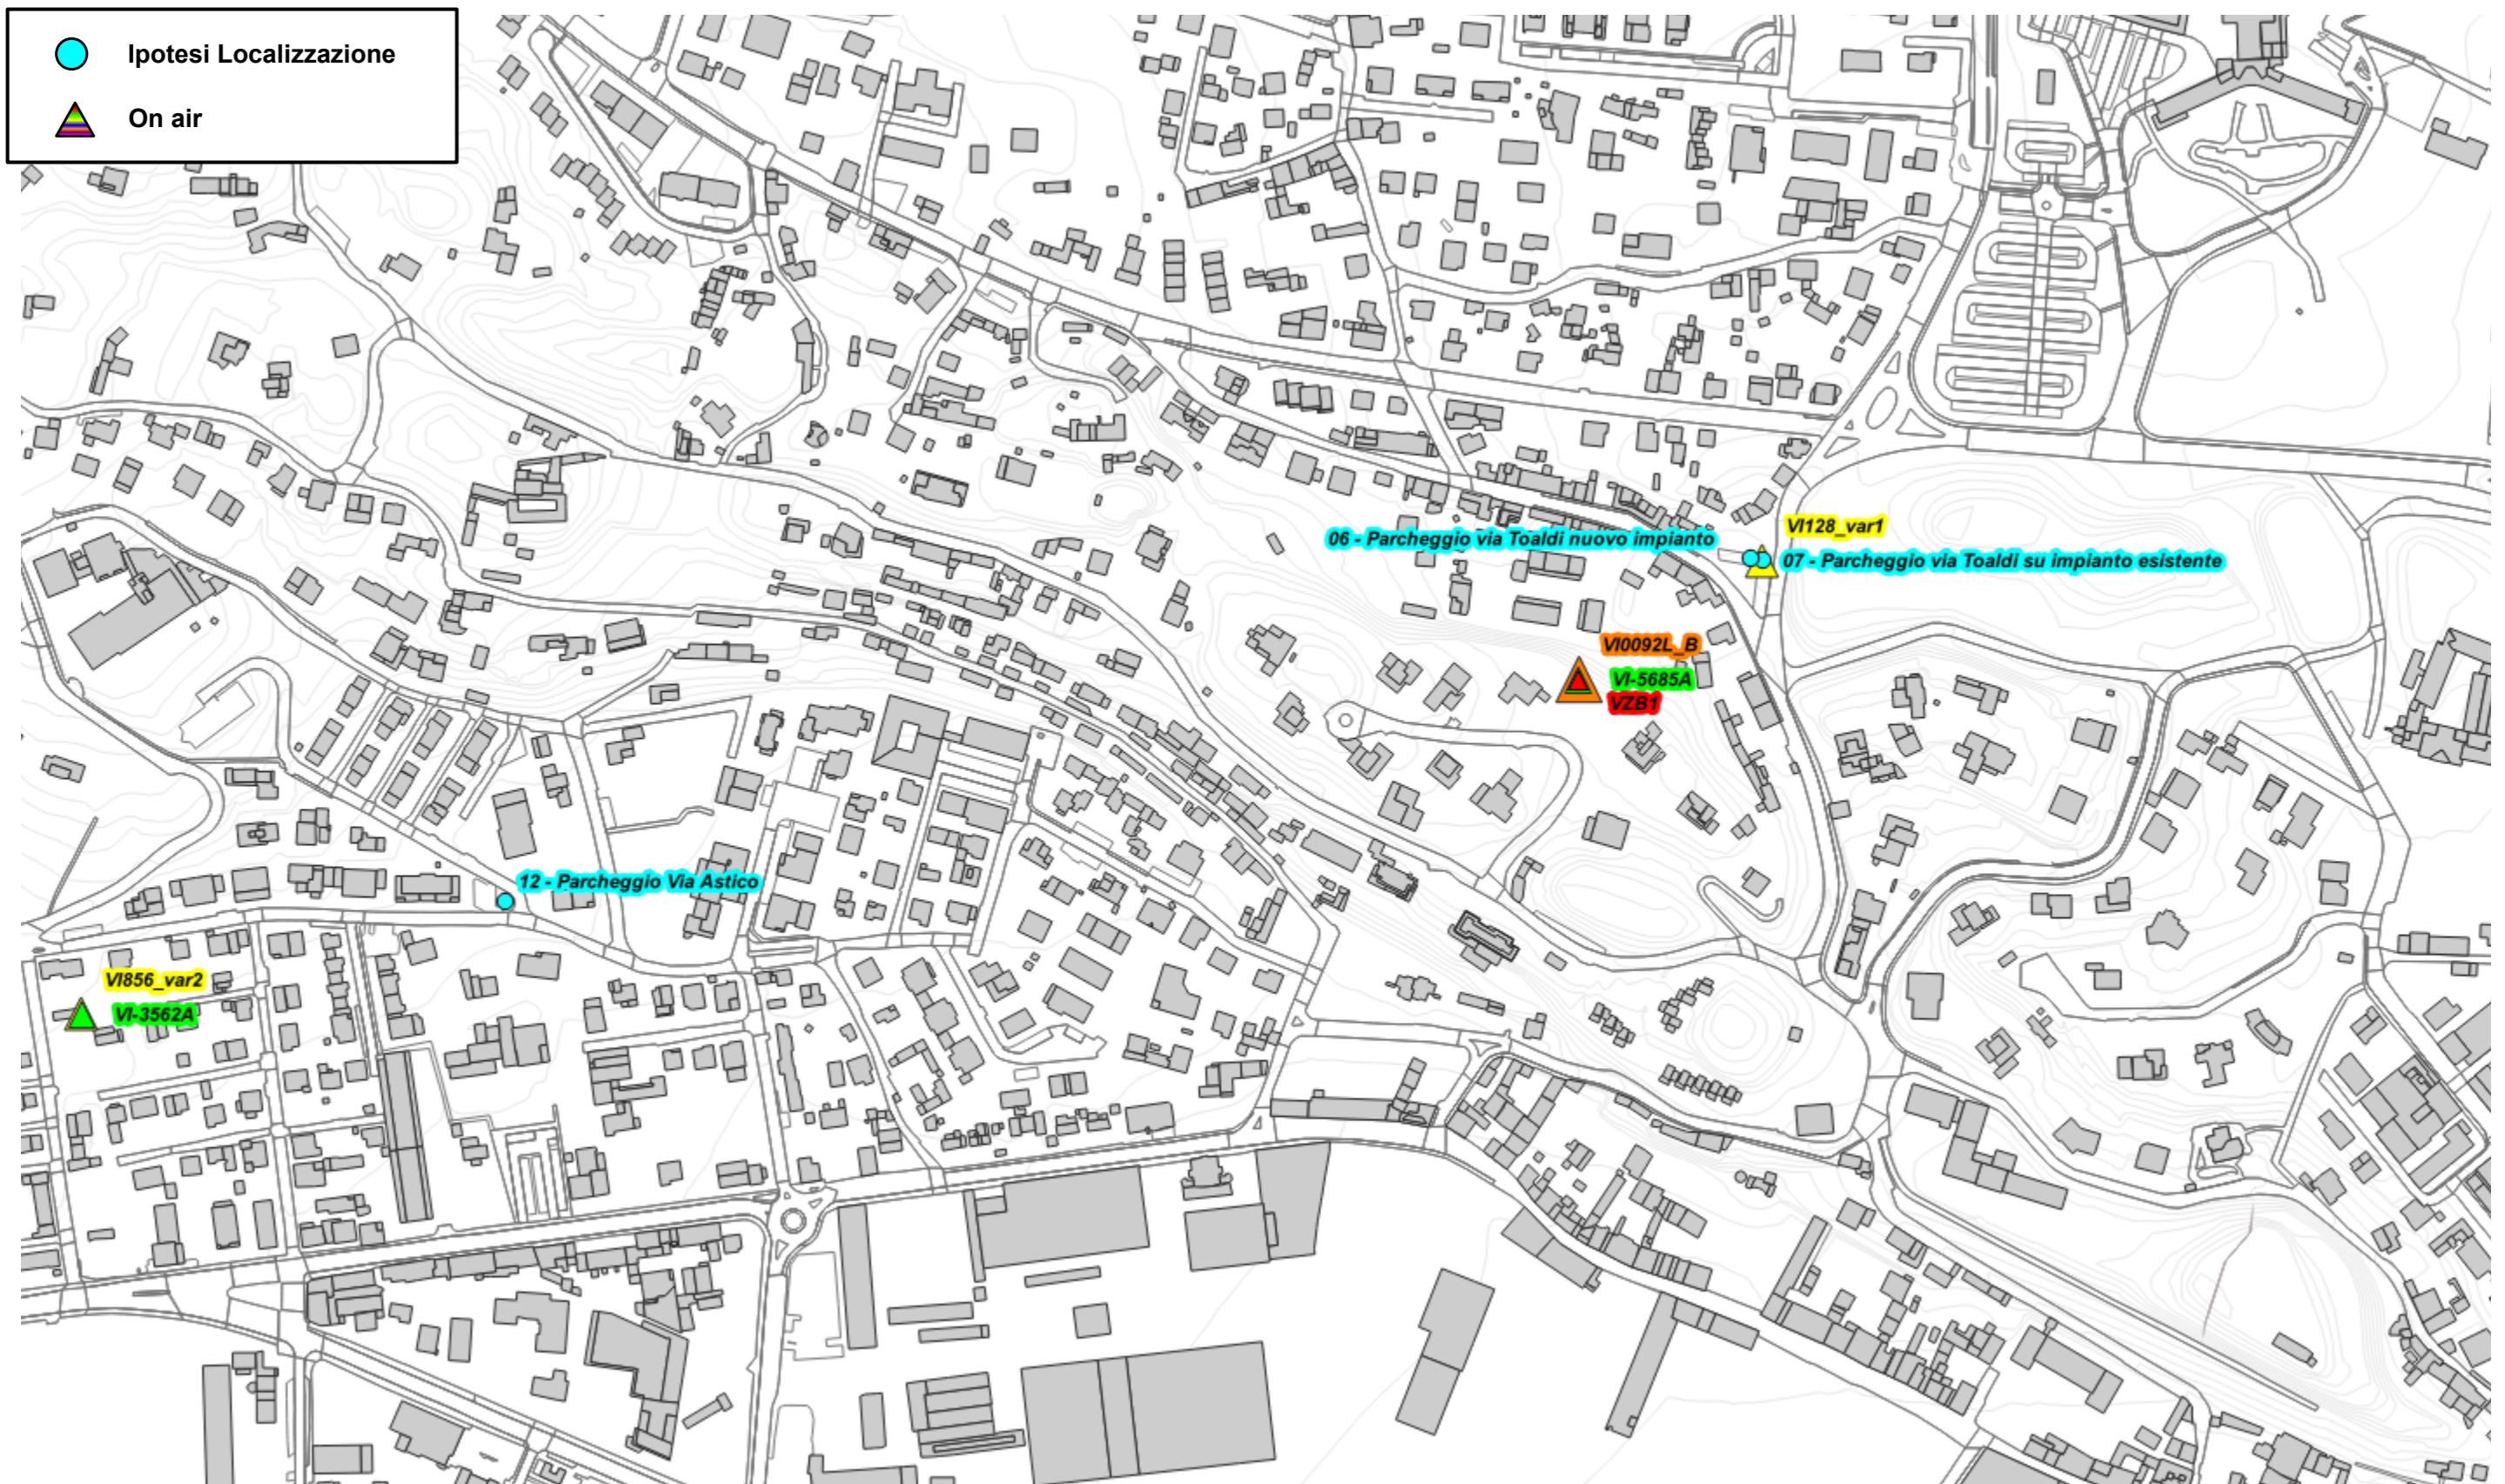 Ipotesi Localizzazione
On air
VI128_var1
06 - Parcheggio via Toaldi nuovo impianto
07 - Parcheggio via Toaldi su impianto esistente
VI0092L_B
VI-5685A
VZB1
12 - Parcheggio Via Astico
VI856_var2
VI-3562A